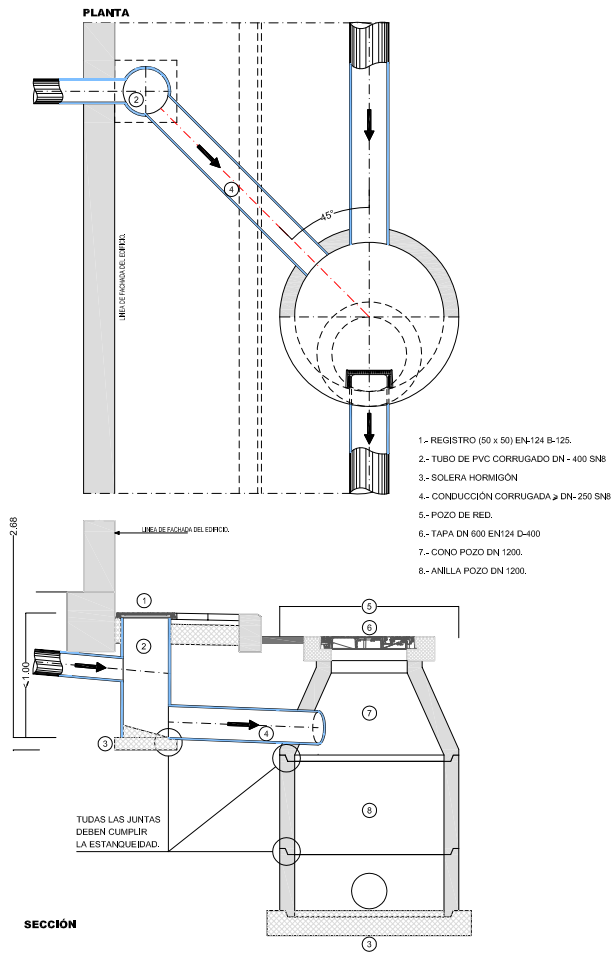 PLANTA
2
4
45°
LINEA DE FACHADA DEL EDIFICIO.
1.- REGISTRO (50 x 50) EN-124 B-125.
2.- TUBO DE PVC CORRUGADO DN - 400 SN8
3.- SOLERA HORMIGÓN
4.- CONDUCCIÓN CORRUGADA ⩾ DN- 250 SN8
5.- POZO DE RED.
6.- TAPA DN 600 EN124 D-400
7.- CONO POZO DN 1200.
8.- ANILLA POZO DN 1200.
2.68
LINEA DE FACHADA DEL EDIFICIO.
1
5
6
2
< 1.00
7
4
3
8
TUDAS LAS JUNTAS
DEBEN CUMPLIR
LA ESTANQUEIDAD.
SECCIÓN
3